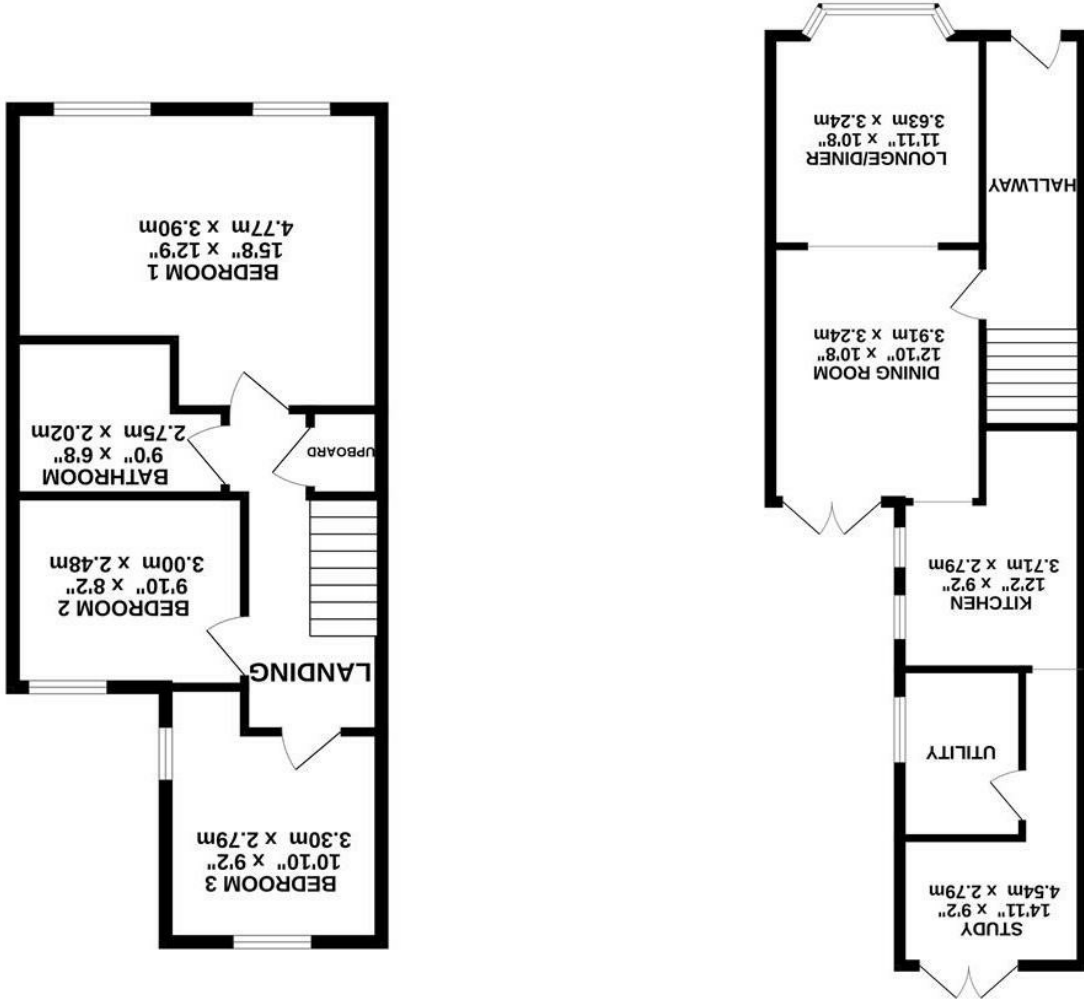 STUDY
14'11" x 9'2"
4.54m x 2.79m
UTILITY
KITCHEN
12'2" x 9'2"
3.71m x 2.79m
DINING ROOM
12'10" x 10'8"
3.91m x 3.24m
HALLWAY
LOUNGE/DINER
11'11" x 10'8"
3.63m x 3.24m
BEDROOM 3
10'10" x 9'2"
3.30m x 2.79m
LANDING
BEDROOM 2
9'10" x 8'2"
3.00m x 2.48m
UPBOARD
BATHROOM
9'0" x 6'8"
2.75m x 2.02m
BEDROOM 1
15'8" x 12'9"
4.77m x 3.90m